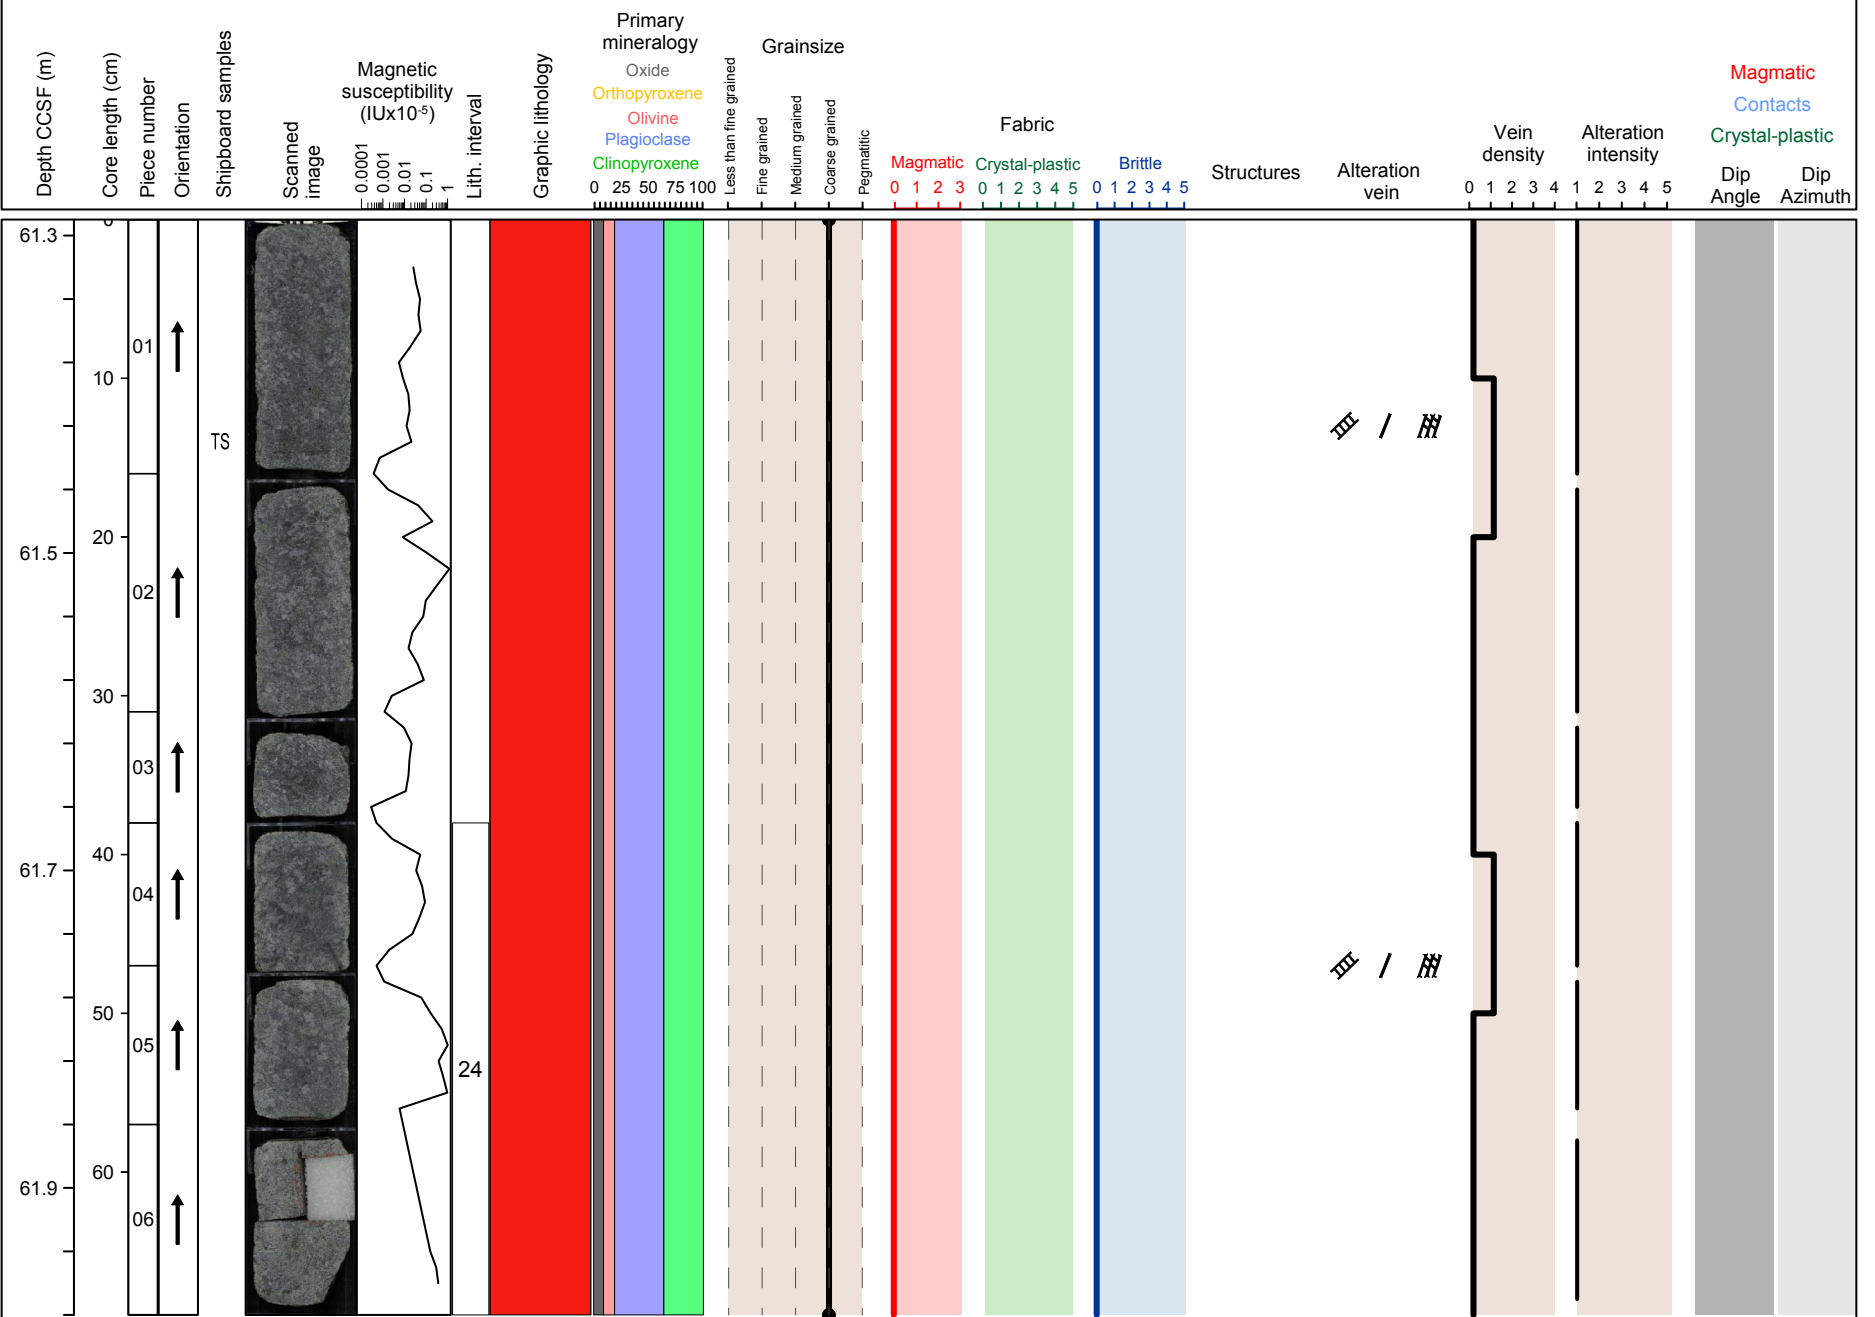 Depth CCSF (m)
Core length (cm)
Piece number
Orientation
Shipboard samples
Scanned
image
Magnetic
susceptibility
(IUx10-5)
0.0001
0.001
0.01
0.1
1
Lith. interval
Graphic lithology
Primary
mineralogy
Oxide
Orthopyroxene
Olivine
Plagioclase
Clinopyroxene
0 25 50 75 100
Grainsize
Less than fine grained
Fine grained
Medium grained
Coarse grained
Pegmatitic
Fabric
Magmatic
0 1 2 3
Crystal-plastic
0 1 2 3 4 5
Brittle
0 1 2 3 4 5
Structures
Alteration
vein
Vein
density
0 1 2 3 4
Alteration
intensity
1 2 3 4 5
Magmatic
Contacts
Crystal-plastic
Dip
Angle
Dip
Azimuth
0
61.3
01
10
TS
20
61.5
02
30
03
40
61.7
04
50
05
24
60
61.9
06